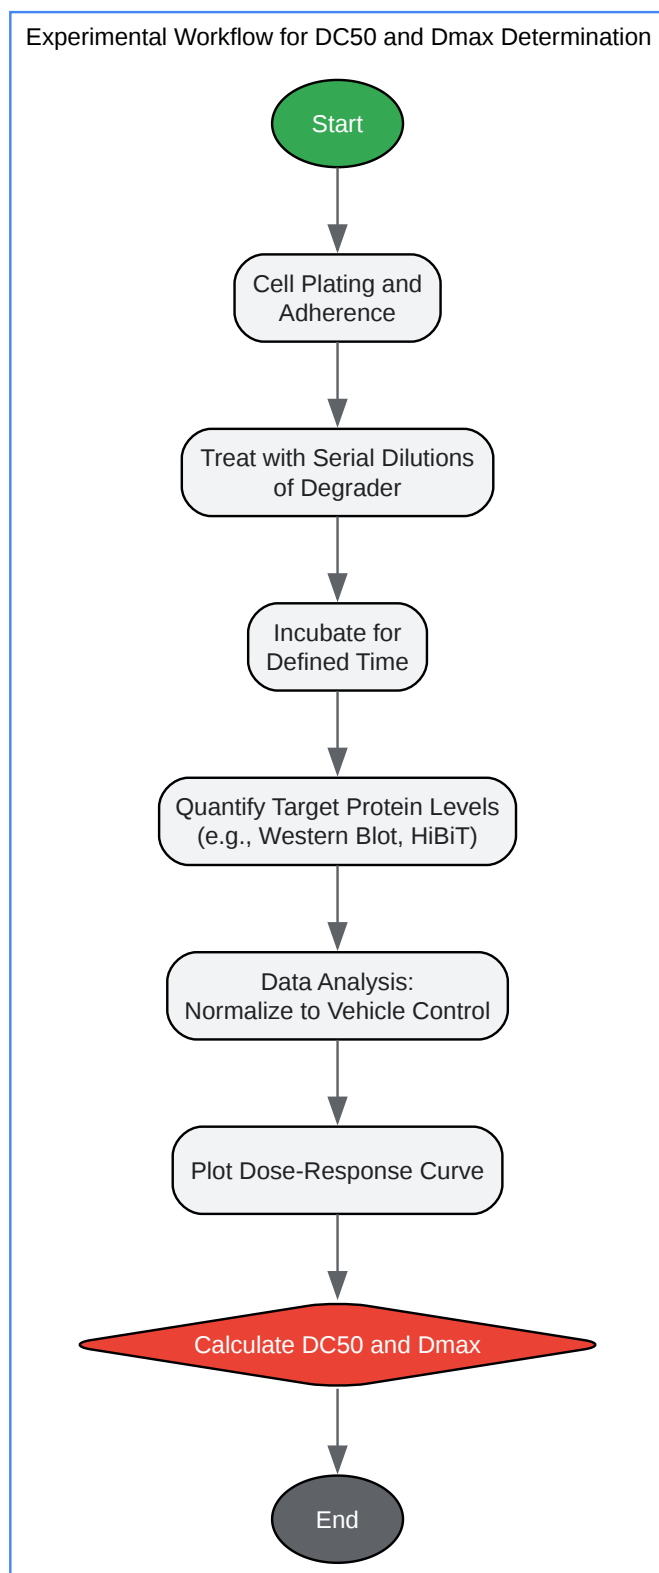 Experimental Workflow for DC50 and Dmax Determination
Start
Cell Plating and
Adherence
Treat with Serial Dilutions
of Degrader
Incubate for
Defined Time
Quantify Target Protein Levels
(e.g., Western Blot, HiBiT)
Data Analysis:
Normalize to Vehicle Control
Plot Dose-Response Curve
Calculate DC50 and Dmax
End